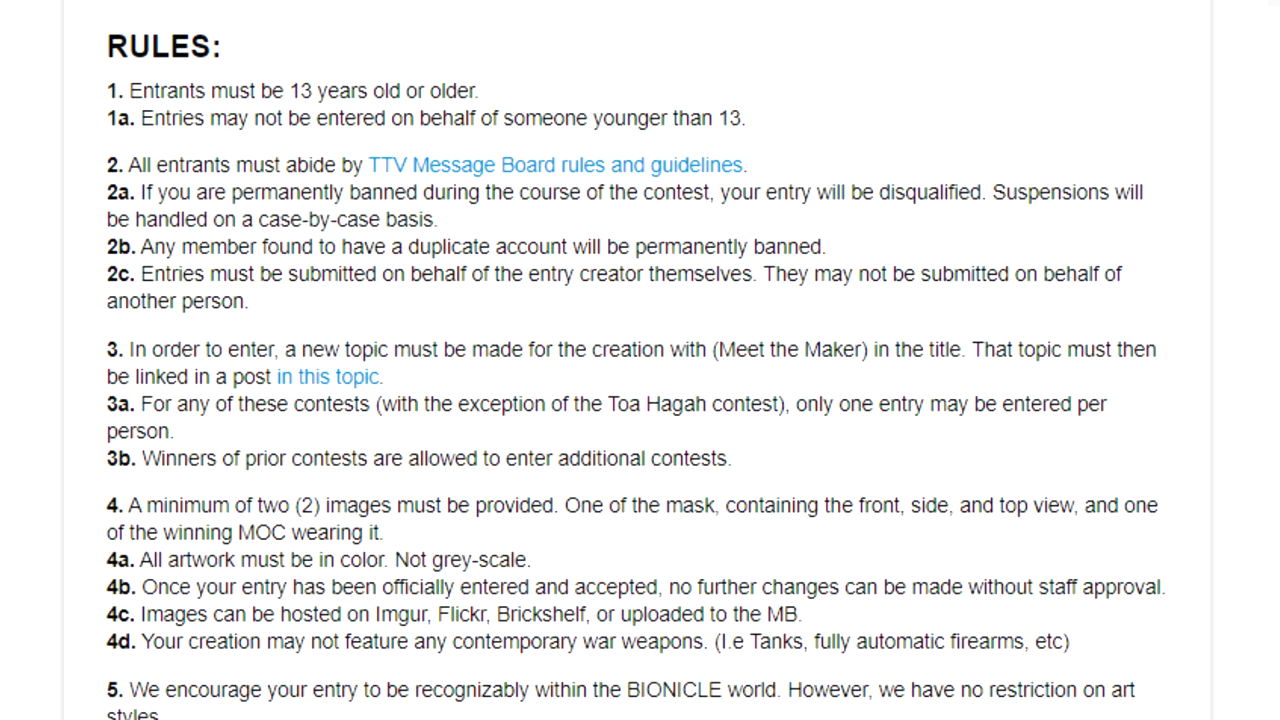 RULES:
1. Entrants must be 13 years old or older.
1a. Entries may not be entered on behalf of someone younger than 13.
2. All entrants must abide by TTV Message Board rules and guidelines.
2a. If you are permanently banned during the course of the contest, your entry will be disqualified. Suspensions will
be handled on a case-by-case basis.
2b. Any member found to have a duplicate account will be permanently banned.
2c. Entries must be submitted on behalf of the entry creator themselves. They may not be submitted on behalf of
another person.
3. In order to enter, a new topic must be made for the creation with (Meet the Maker) in the title. That topic must then
be linked in a post in this topic.
3a. For any of these contests (with the exception of the Toa Hagah contest), only one entry may be entered per
person.
3b. Winners of prior contests are allowed to enter additional contests.
4. A minimum of two (2) images must be provided. One of the mask, containing the front, side, and top view, and one
of the winning MOC wearing it.
4a. All artwork must be in color. Not grey-scale.
4b. Once your entry has been officially entered and accepted, no further changes can be made without staff approval.
4c. Images can be hosted on Imgur, Flickr, Brickshelf, or uploaded to the MB.
4d. Your creation may not feature any contemporary war weapons. (I.e Tanks, fully automatic firearms, etc)
5. We encourage your entry to be recognizably within the BIONICLE world. However, we have no restriction on art
styles